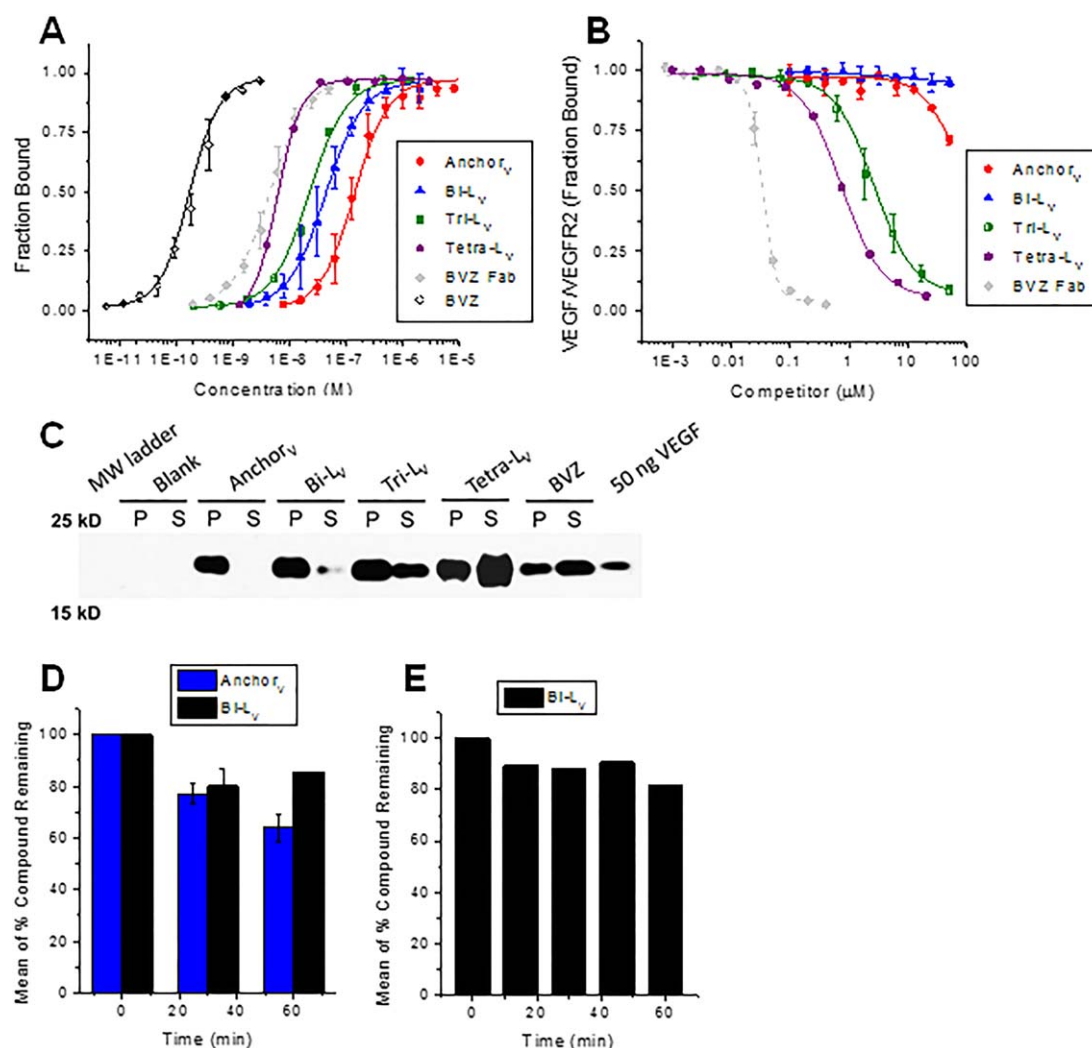 A
1.00
0.75
0.50
0.25
0.00
Fraction Bound
1E-11 1E-10 1E-9 1E-8 1E-7 1E-6 1E-5
Concentration (M)
Anchorᵥ
Bi-Lᵥ
Tri-Lᵥ
Tetra-Lᵥ
BVZ Fab
BVZ
B
1.00
0.75
0.50
0.25
0.00
VEGF/VEGFR2 (Fraction Bound)
1E-3 0.01 0.1 1 10 100
Competitor (µM)
Anchorᵥ
Bi-Lᵥ
Tri-Lᵥ
Tetra-Lᵥ
BVZ Fab
C
MW ladder Blank Anchorᵥ Bi-Lᵥ Tri-Lᵥ Tetra-Lᵥ BVZ 50 ng VEGF
25 kD P S P S P S P S P S P S
15 kD
D
Anchorᵥ
Bi-Lᵥ
100
80
60
40
20
0
Mean of % Compound Remaining
0 20 40 60
Time (min)
E
Bi-Lᵥ
100
80
60
40
20
0
Mean of % Compound Remaining
0 20 40 60
Time (min)